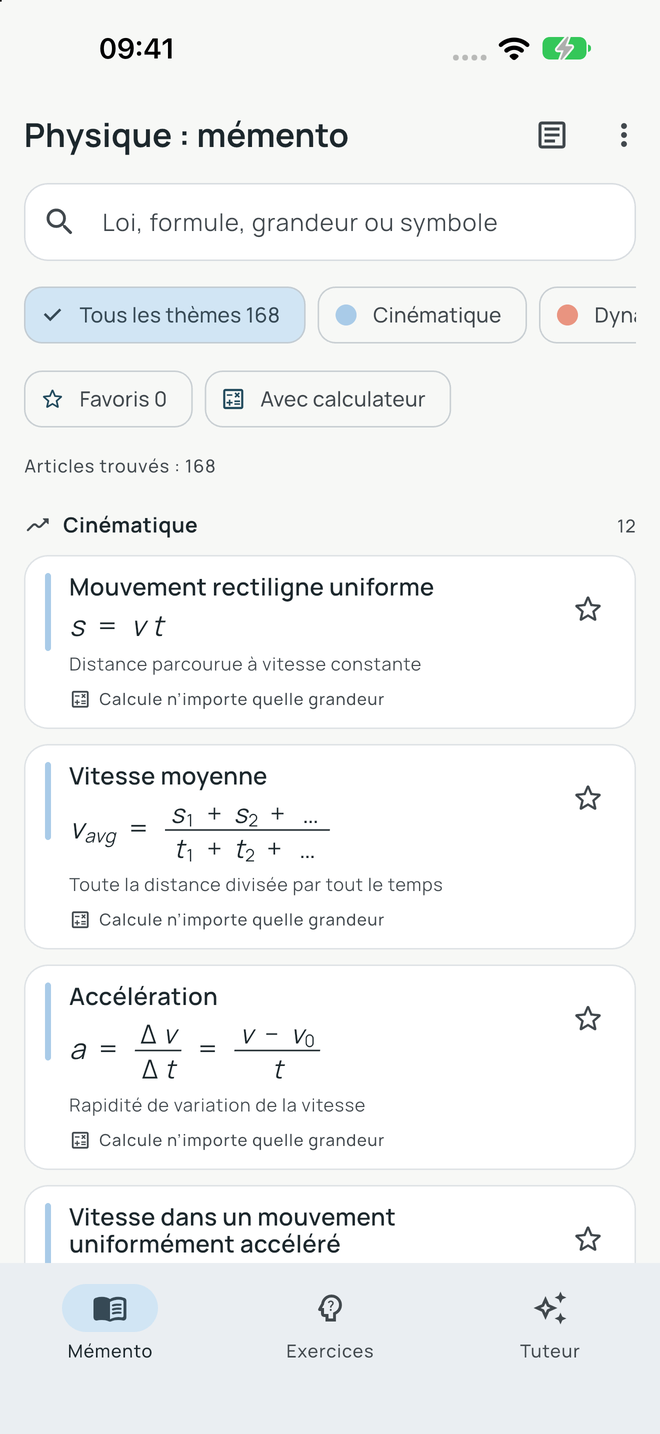 09:41
Physique : mémento
Loi, formule, grandeur ou symbole
Tous les thèmes 168
Cinématique
Favoris 0
Avec calculateur
Articles trouvés : 168
Cinématique
12
Mouvement rectiligne uniforme
s = v t
Distance parcourue à vitesse constante
Calcule n'importe quelle grandeur
Vitesse moyenne
v_avg = (s₁ + s₂ + ...) / (t₁ + t₂ + ...)
Toute la distance divisée par tout le temps
Calcule n'importe quelle grandeur
Accélération
a = Δ v / Δ t = (v − v₀) / t
Rapidité de variation de la vitesse
Calcule n'importe quelle grandeur
Vitesse dans un mouvement
uniformément accéléré
Mémento
Exercices
Tuteur